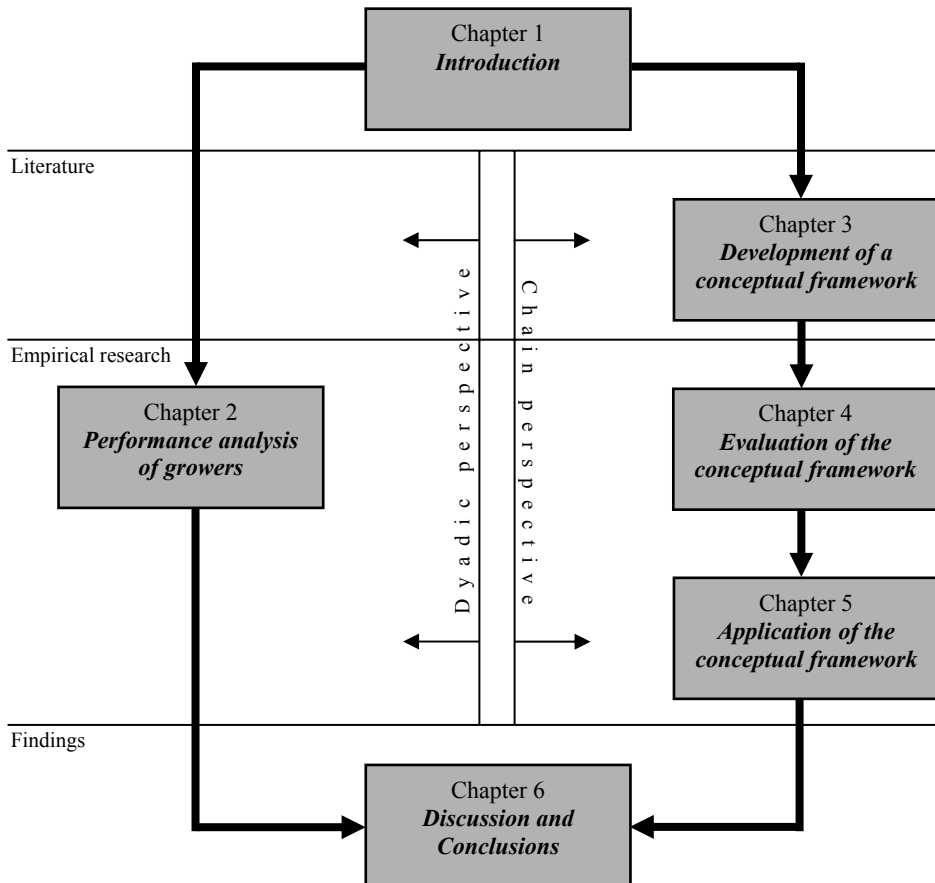 Chapter 1
Introduction
Literature
Chapter 3
Development of a
conceptual framework
Dyadic perspective
Chain perspective
Empirical research
Chapter 2
Performance analysis
of growers
Chapter 4
Evaluation of the
conceptual framework
Chapter 5
Application of the
conceptual framework
Findings
Chapter 6
Discussion and
Conclusions